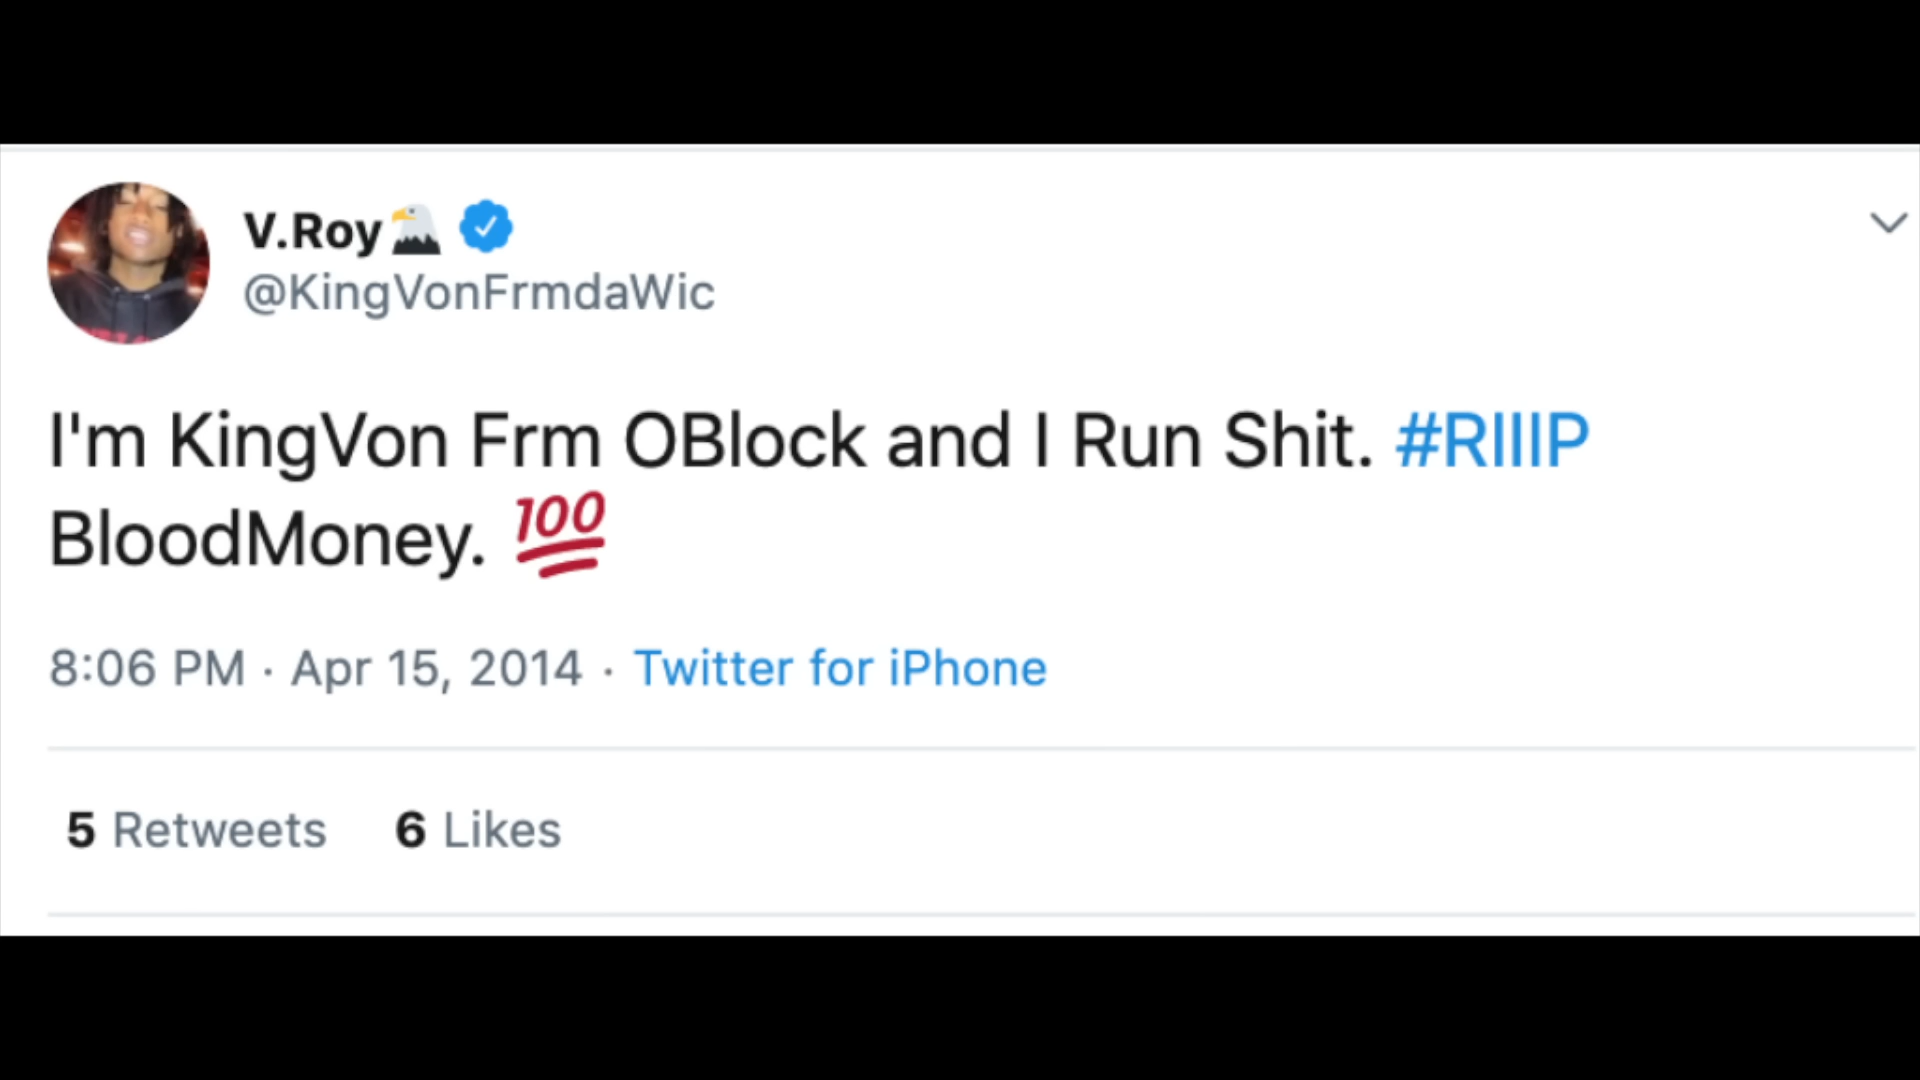 V.Roy🦅
@KingVonFrmdaWic
I'm KingVon Frm OBlock and I Run Shit. #RIIIP
BloodMoney. 💯
8:06 PM · Apr 15, 2014 · Twitter for iPhone
5 Retweets 6 Likes